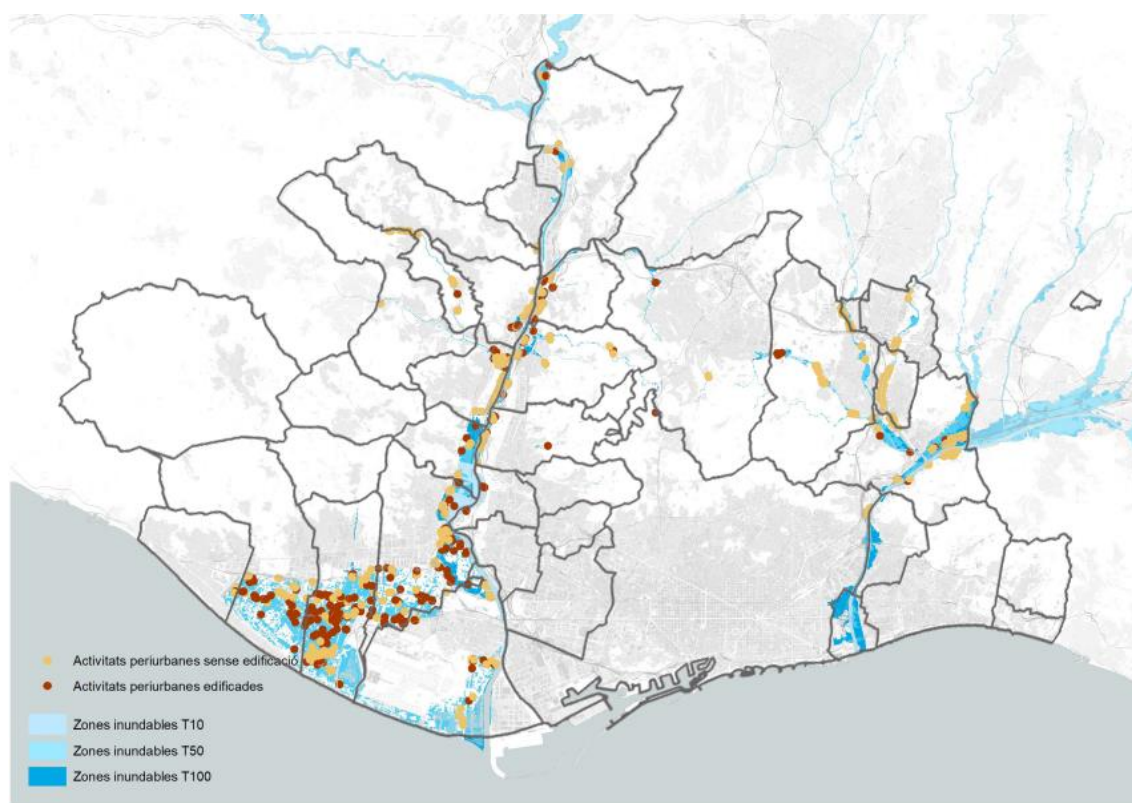 Activitats periurbanes sense edificació
Activitats periurbanes edificades
Zones inundables T10
Zones inundables T50
Zones inundables T100